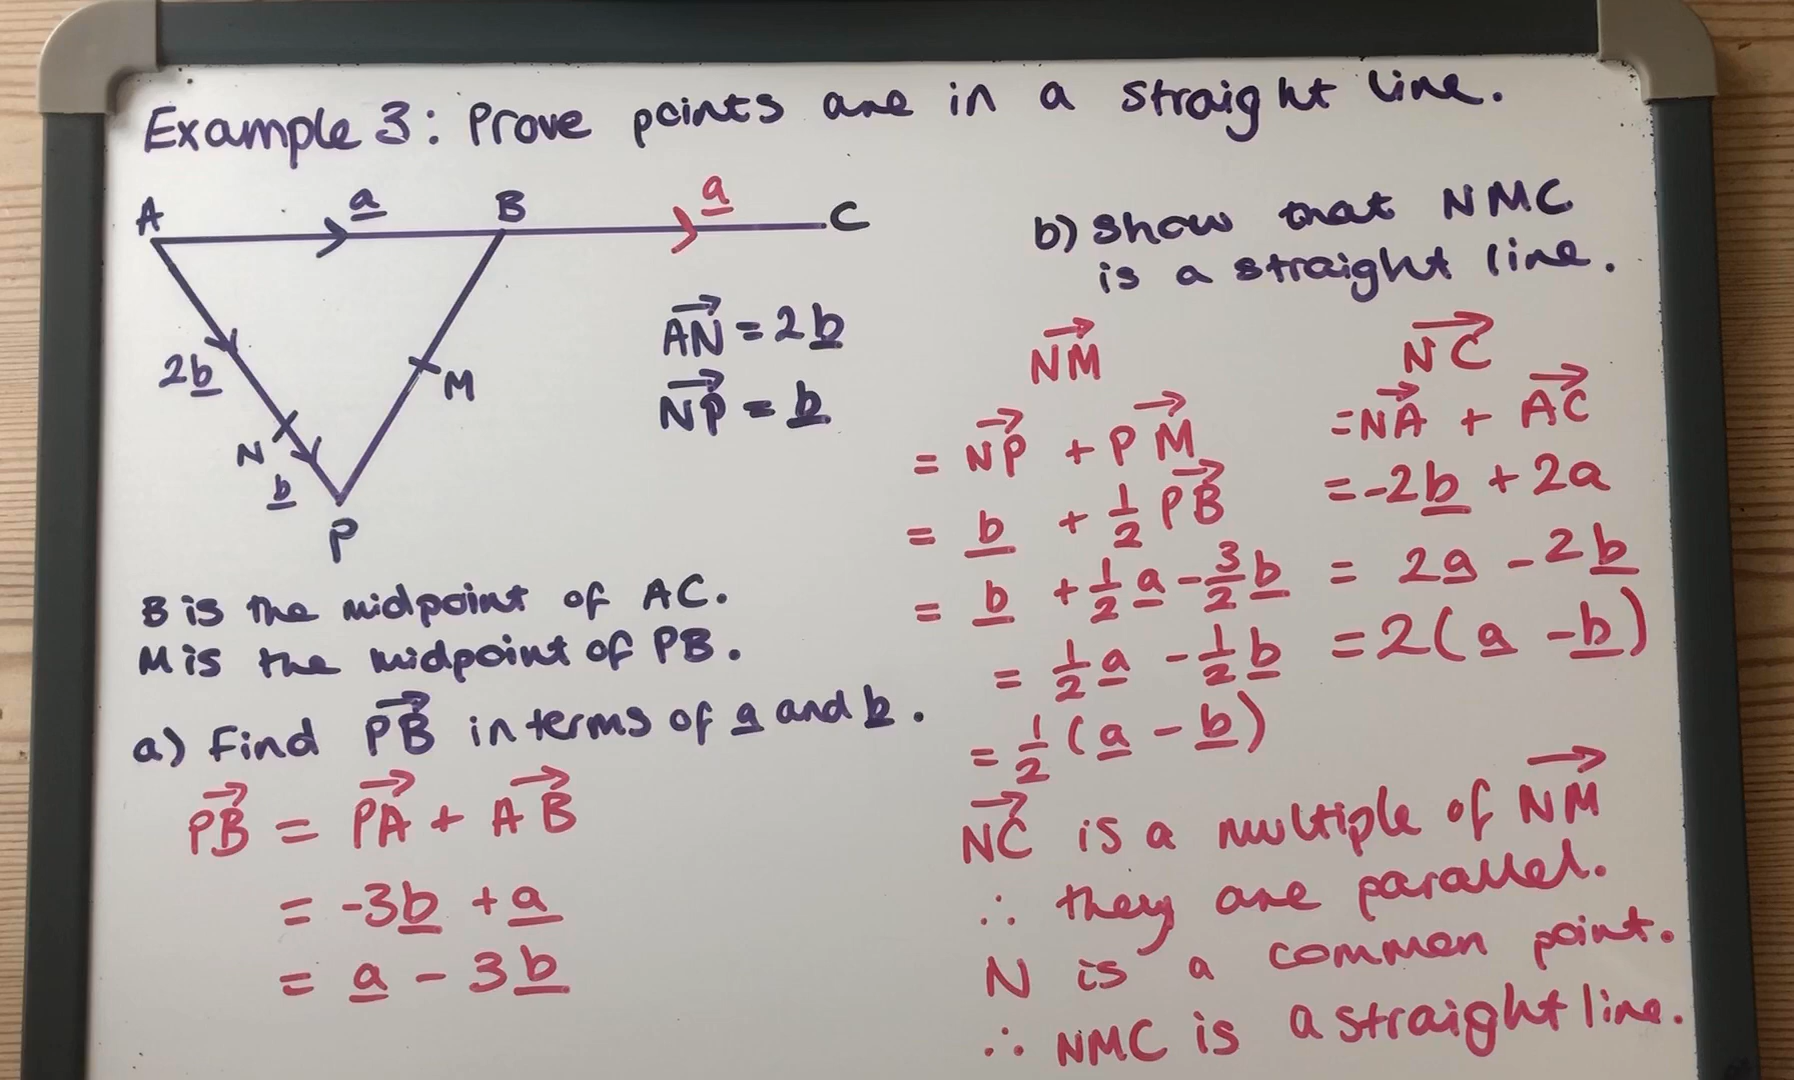 Example 3: Prove points are in a straight line.
A
a
B
a
C
2b
N
b
M
P
AN = 2b
NP = b
B is the midpoint of AC.
M is the midpoint of PB.
a) Find PB in terms of a and b.
PB = PA + AB
= -3b + a
= a - 3b
b) Show that NMC
is a straight line.
NM
= NP + PM
= b + 1/2 PB
= b + 1/2 a - 3/2 b
= 1/2 a - 1/2 b
= 1/2 (a - b)
NC
= NA + AC
= -2b + 2a
= 2a - 2b
= 2(a - b)
NC is a multiple of NM
∴ they are parallel.
N is a common point.
∴ NMC is a straight line.